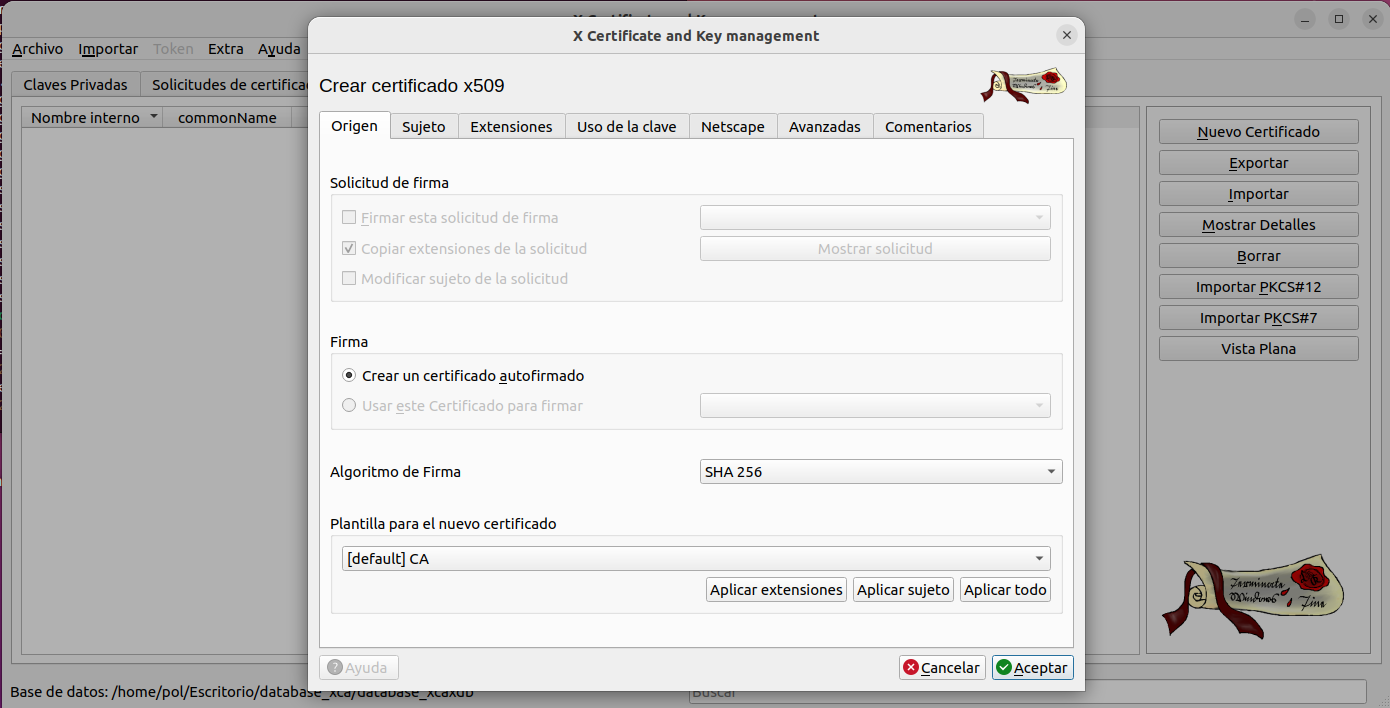 X Certificate and Key management
Archivo Importar Token Extra Ayuda
Claves Privadas Solicitudes de
Nombre interno commonName
Crear certificado x509
Origen Sujeto Extensiones Uso de la clave Netscape Avanzadas Comentarios
Solicitud de firma
Firmar esta solicitud de firma
Copiar extensiones de la solicitud Mostrar solicitud
Modificar sujeto de la solicitud
Firma
Crear un certificado autofirmado
Usar este Certificado para firmar
Algoritmo de Firma SHA 256
Plantilla para el nuevo certificado
[default] CA
Aplicar extensiones Aplicar sujeto Aplicar todo
Ayuda Cancelar Aceptar
Nuevo Certificado
Exportar
Importar
Mostrar Detalles
Borrar
Importar PKCS#12
Importar PKCS#7
Vista Plana
Base de datos: /home/pol/Escritorio/database_xca/database_xcaxdb
Buscar